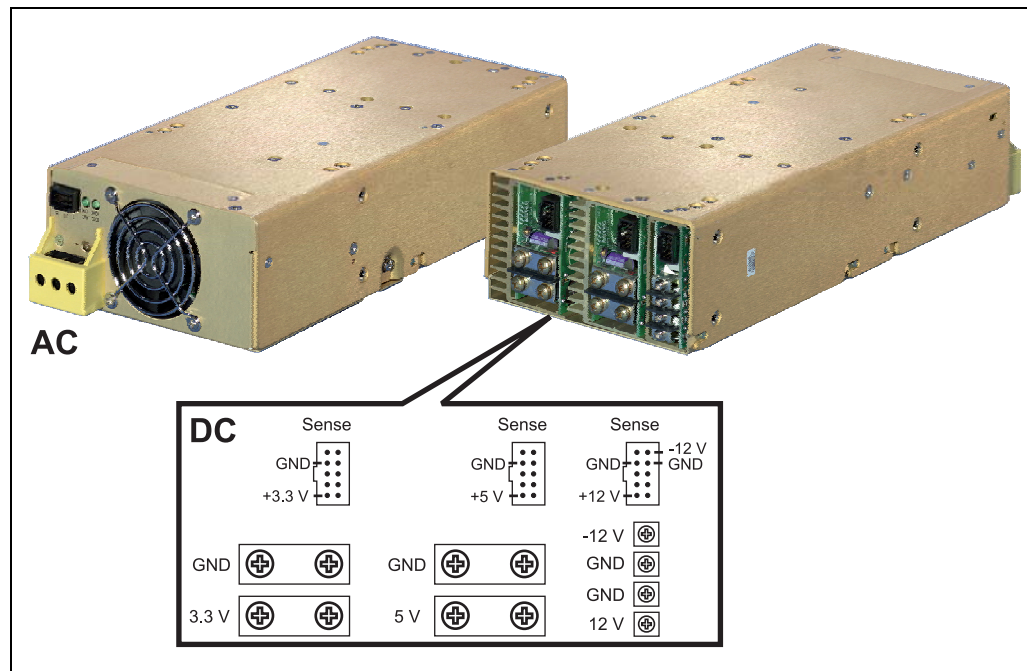 AC
DC
Sense
GND
+3.3 V
GND
3.3 V
Sense
GND
+5 V
GND
5 V
Sense
-12 V
GND
GND
+12 V
-12 V
GND
GND
12 V